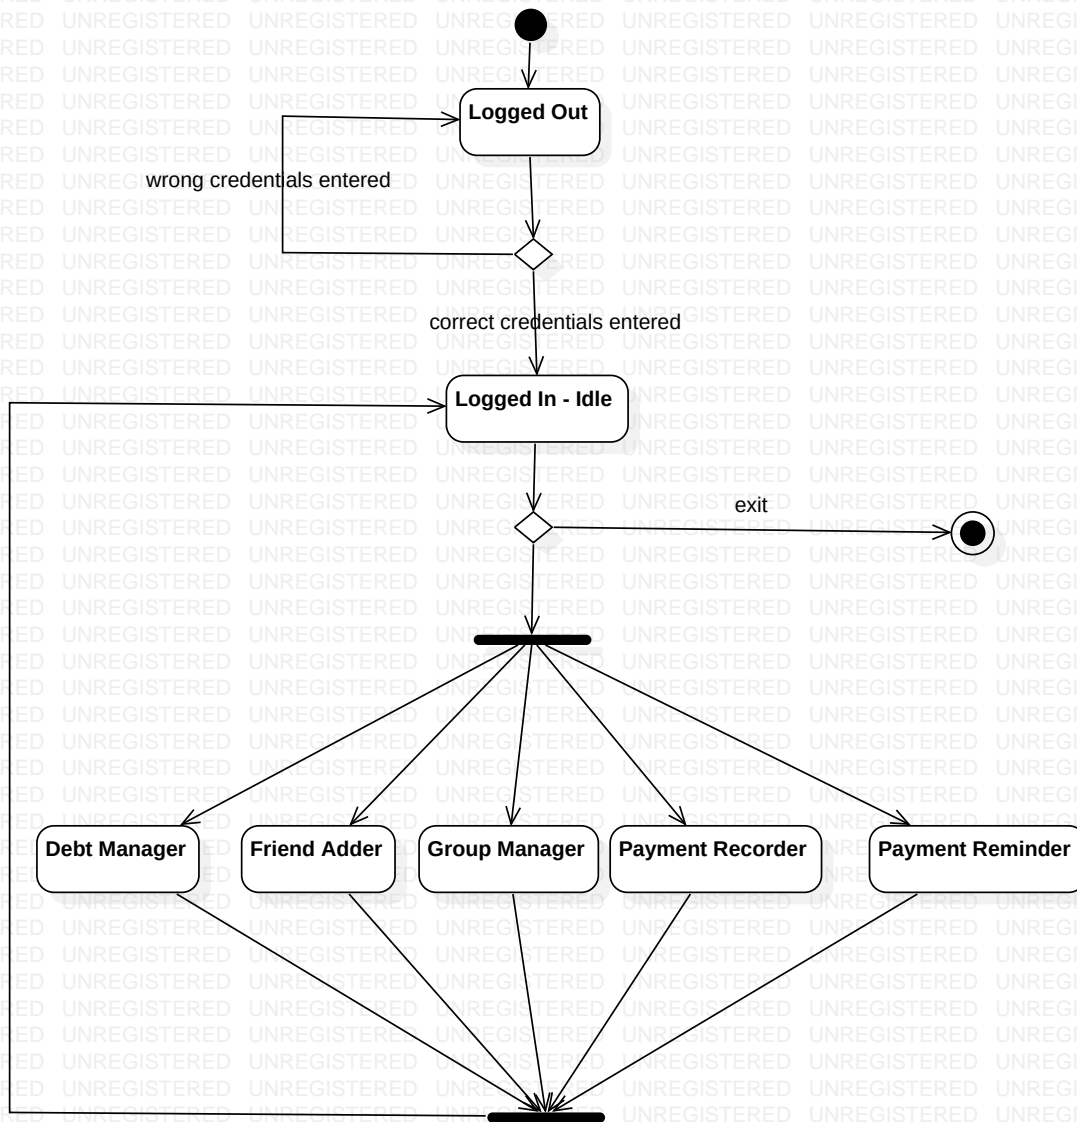 Logged Out
wrong credentials entered
correct credentials entered
Logged In - Idle
exit
Debt Manager
Friend Adder
Group Manager
Payment Recorder
Payment Reminder
UNREGISTERED